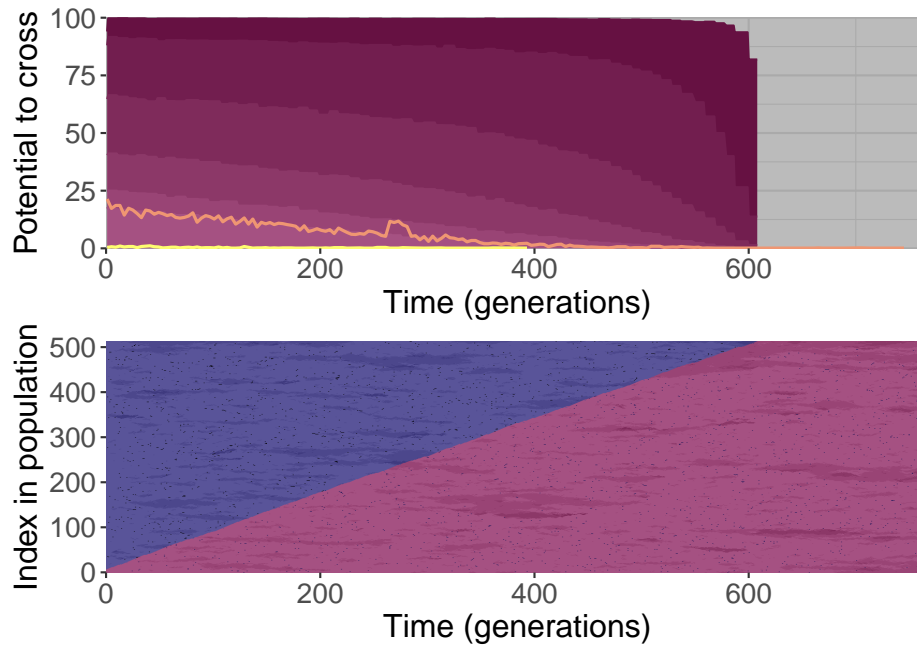 100
75
50
25
0
Potential to cross
0 200 400 600
Time (generations)
500
400
300
200
100
0
Index in population
0 200 400 600
Time (generations)